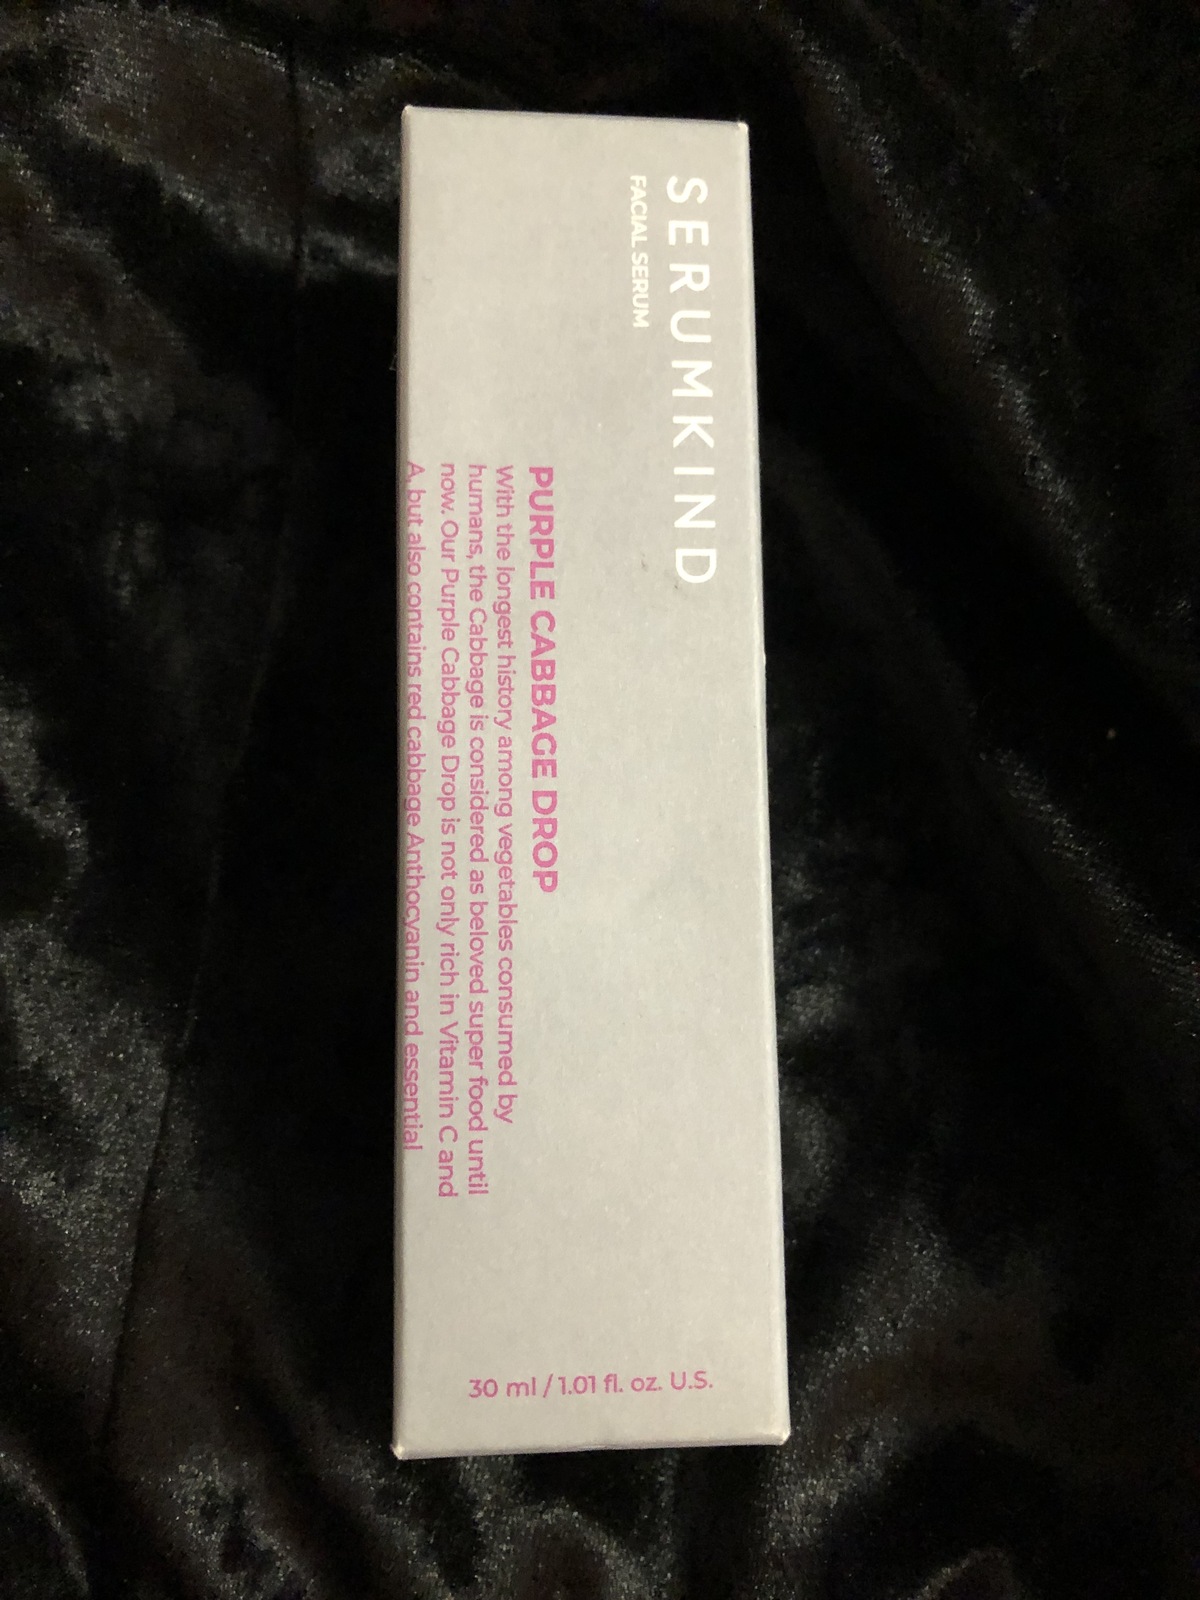 SERUMKIND
FACIAL SERUM
PURPLE CABBAGE DROP
With the longest history among vegetables consumed by
humans, the Cabbage is considered as beloved super food until
now. Our Purple Cabbage Drop is not only rich in Vitamin C and
A but also contains red cabbage Anthocyanin and essential
30 ml / 1.01 fl. oz. U.S.